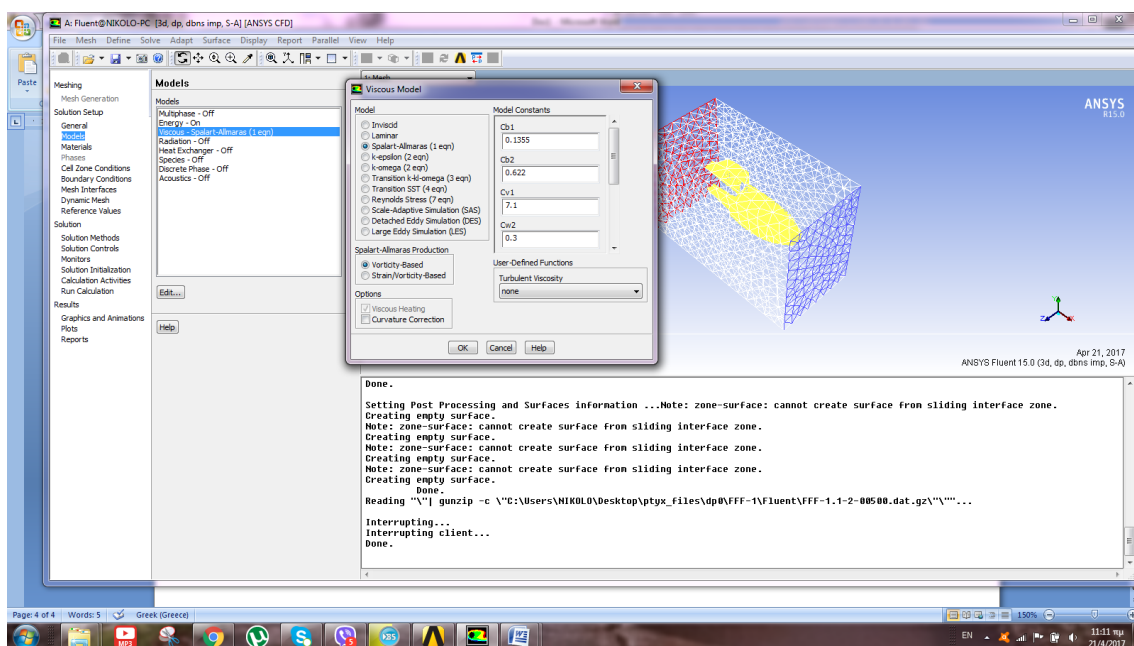 A: Fluent@NIKOLO-PC [3d, dp, dbns imp, S-A] [ANSYS CFD]
File Mesh Define Solve Adapt Surface Display Report Parallel View Help
Paste
Meshing
Mesh Generation
Solution Setup
General
Models
Materials
Phases
Cell Zone Conditions
Boundary Conditions
Mesh Interfaces
Dynamic Mesh
Reference Values
Solution
Solution Methods
Solution Controls
Monitors
Solution Initialization
Calculation Activities
Run Calculation
Results
Graphics and Animations
Plots
Reports
Models
Models
Multiphase - Off
Energy - On
Viscous - Spalart-Allmaras (1 eqn)
Radiation - Off
Heat Exchanger - Off
Species - Off
Discrete Phase - Off
Acoustics - Off
Edit...
Help
1: Mesh
Viscous Model
Model
Inviscid
Laminar
Spalart-Allmaras (1 eqn)
k-epsilon (2 eqn)
k-omega (2 eqn)
Transition k-kl-omega (3 eqn)
Transition SST (4 eqn)
Reynolds Stress (7 eqn)
Scale-Adaptive Simulation (SAS)
Detached Eddy Simulation (DES)
Large Eddy Simulation (LES)
Spalart-Allmaras Production
Vorticity-Based
Strain/Vorticity-Based
Options
Viscous Heating
Curvature Correction
Model Constants
Cb1
0.1355
Cb2
0.622
Cv1
7.1
Cw2
0.3
User-Defined Functions
Turbulent Viscosity
none
OK Cancel Help
ANSYS
R15.0
Y
Z X
Apr 21, 2017
ANSYS Fluent 15.0 (3d, dp, dbns imp, S-A)
Done.
Setting Post Processing and Surfaces information ...Note: zone-surface: cannot create surface from sliding interface zone.
Creating empty surface.
Note: zone-surface: cannot create surface from sliding interface zone.
Creating empty surface.
Note: zone-surface: cannot create surface from sliding interface zone.
Creating empty surface.
Note: zone-surface: cannot create surface from sliding interface zone.
Creating empty surface.
Done.
Reading "\"| gunzip -c \"C:\Users\NIKOLO\Desktop\ptyx_files\dp0\FFF-1\Fluent\FFF-1.1-2-00500.dat.gz\"\""...
Interrupting...
Interrupting client...
Done.
Page: 4 of 4 Words: 5 Greek (Greece) 150%
MP3
BS
EN 11:11 πμ
21/4/2017